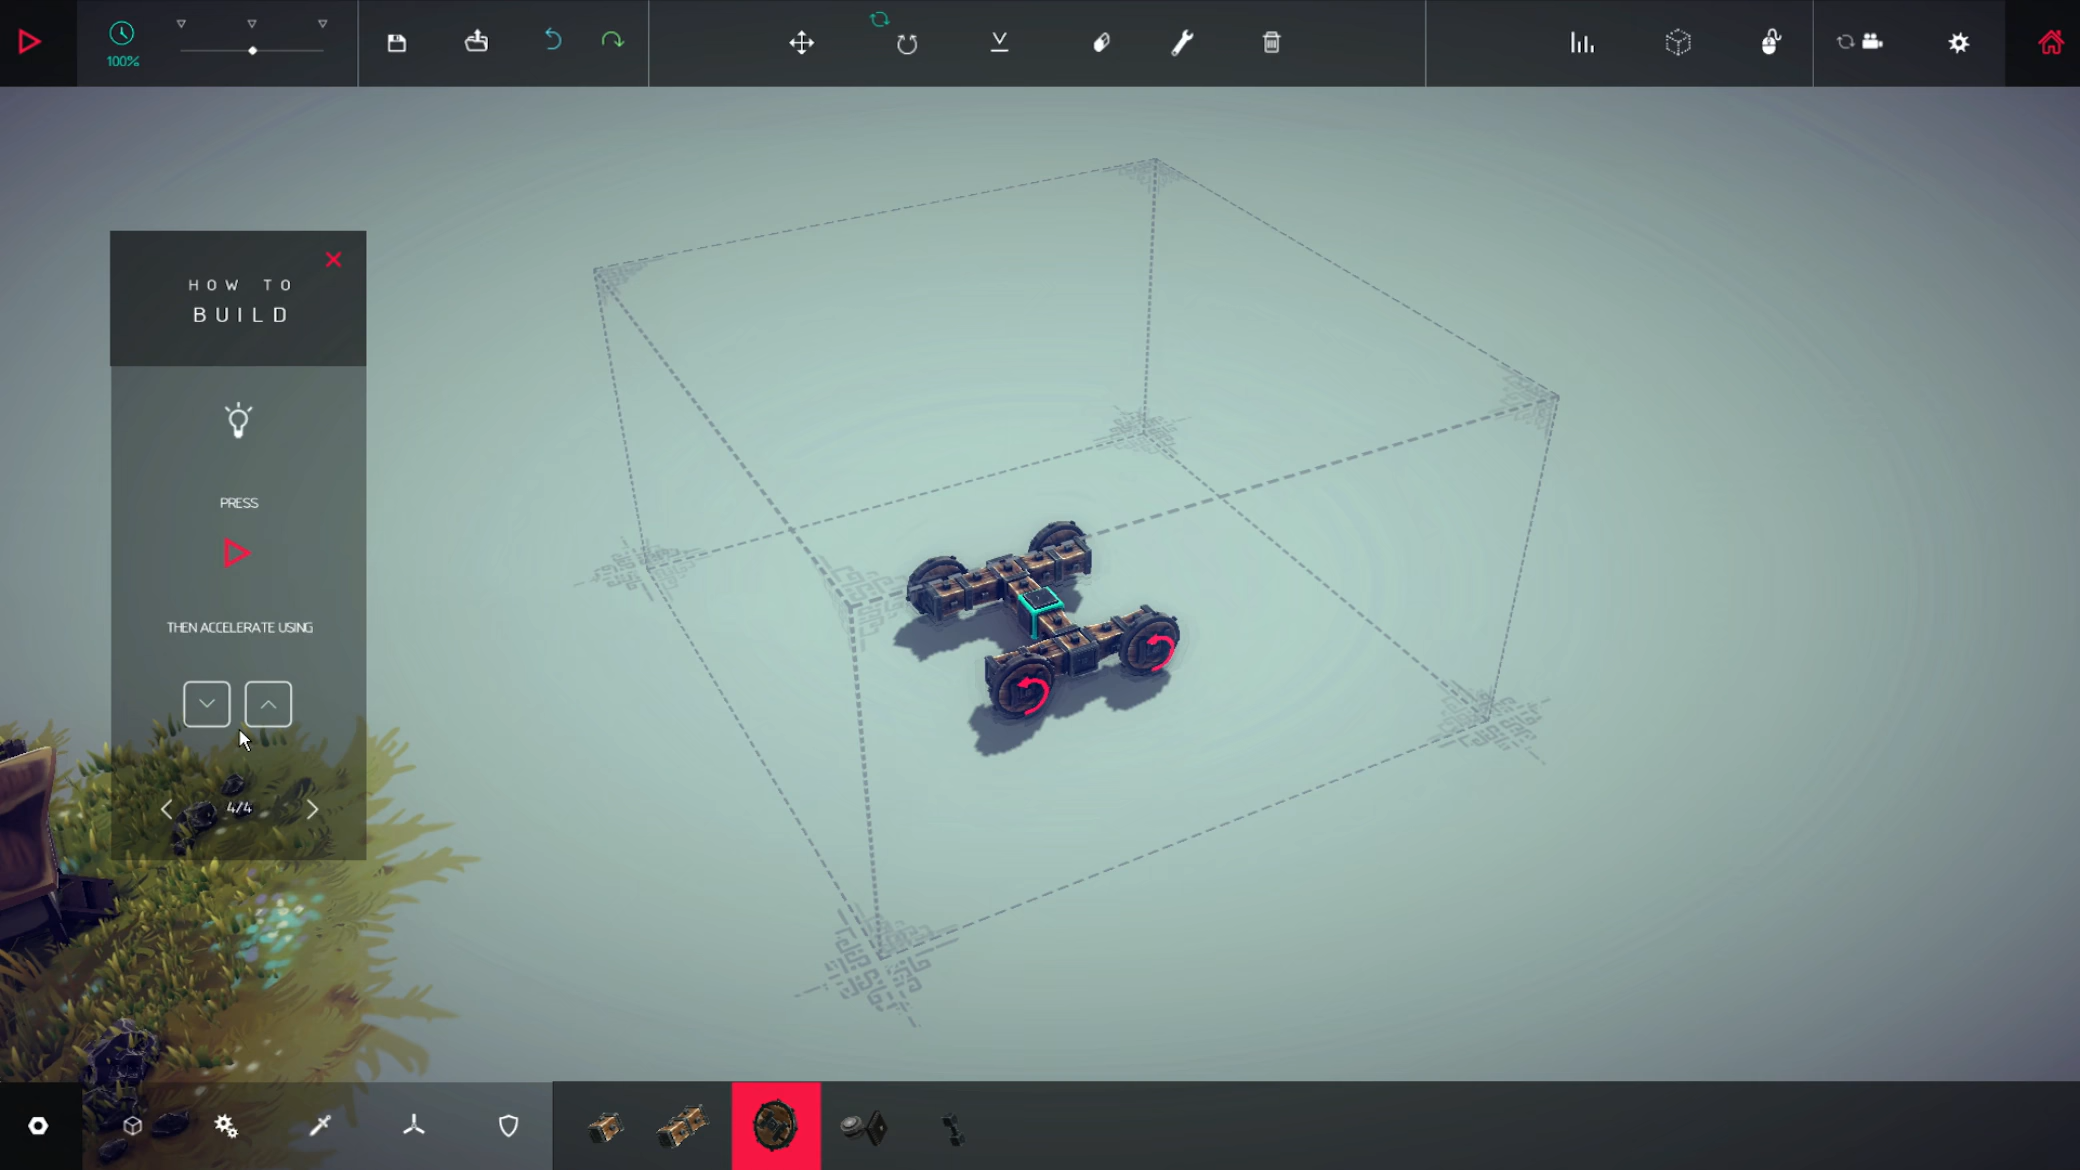 100%
HOW TO
BUILD
PRESS
THEN ACCELERATE USING
4/4